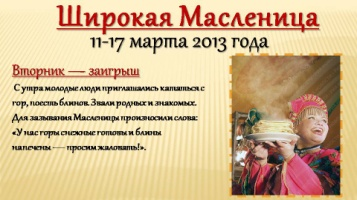 Широкая Масленица
11-17 марта 2013 года
Вторник — заигрыш
С утра молодые люди приглашались кататься с
гор, поесть блинов. Звали родных и знакомых.
Для зазывания Масленицы произносили слова:
«У нас горы снежные готовы и блины
напечены — просим жаловать!».